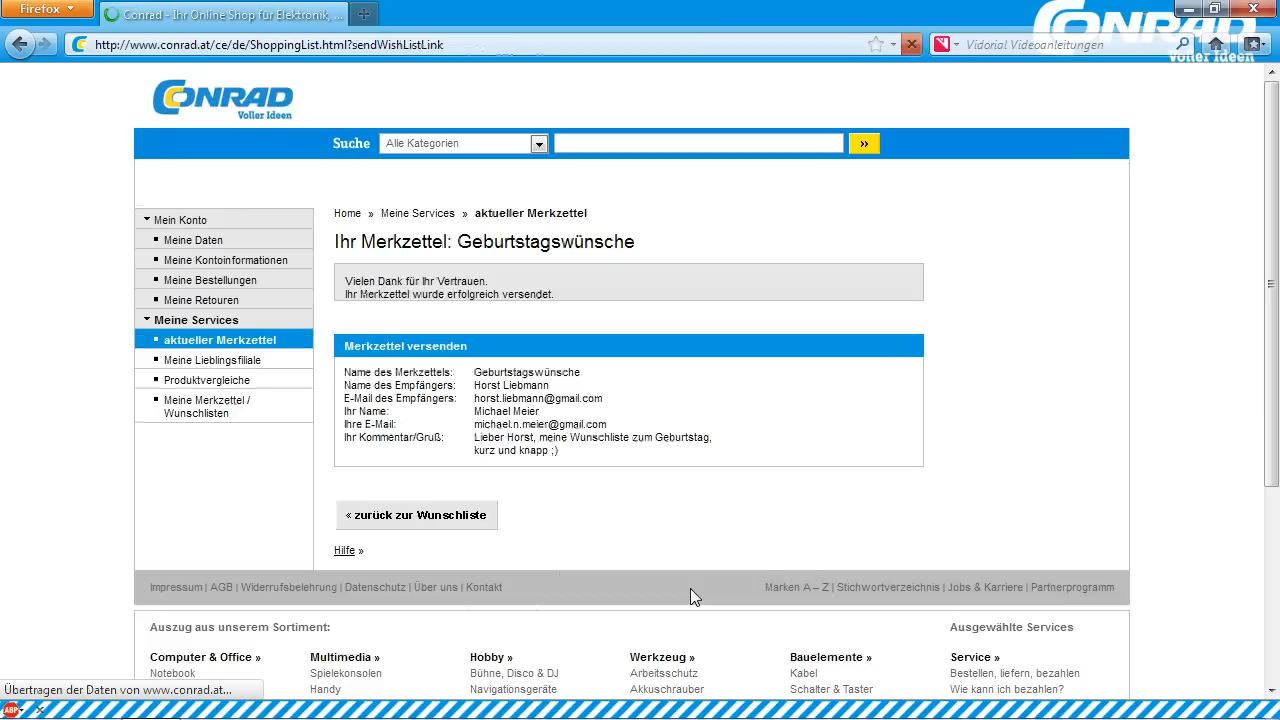 Firefox
Conrad - Ihr Online Shop für Elektronik, ...
http://www.conrad.at/ce/de/ShoppingList.html?sendWishListLink
Vidorial Videoanleitungen
CONRAD
Voller Ideen
CONRAD
Voller Ideen
Suche
Alle Kategorien
»
Mein Konto
Meine Daten
Meine Kontoinformationen
Meine Bestellungen
Meine Retouren
Meine Services
aktueller Merkzettel
Meine Lieblingsfiliale
Produktvergleiche
Meine Merkzettel /
Wunschlisten
Home » Meine Services » aktueller Merkzettel
Ihr Merkzettel: Geburtstagswünsche
Vielen Dank für Ihr Vertrauen.
Ihr Merkzettel wurde erfolgreich versendet.
Merkzettel versenden
Name des Merkzettels: Geburtstagswünsche
Name des Empfängers: Horst Liebmann
E-Mail des Empfängers: horst.liebmann@gmail.com
Ihr Name: Michael Meier
Ihre E-Mail: michael.n.meier@gmail.com
Ihr Kommentar/Gruß: Lieber Horst, meine Wunschliste zum Geburtstag,
kurz und knapp ;)
« zurück zur Wunschliste
Hilfe »
Impressum | AGB | Widerrufsbelehrung | Datenschutz | Über uns | Kontakt
Marken A – Z | Stichwortverzeichnis | Jobs & Karriere | Partnerprogramm
Auszug aus unserem Sortiment:
Ausgewählte Services
Computer & Office » Multimedia » Hobby » Werkzeug » Bauelemente » Service »
Notebook Spielekonsolen Bühne, Disco & DJ Arbeitsschutz Kabel Bestellen, liefern, bezahlen
Handy Navigationsgeräte Akkuschrauber Schalter & Taster Wie kann ich bezahlen?
Übertragen der Daten von www.conrad.at...
ABP